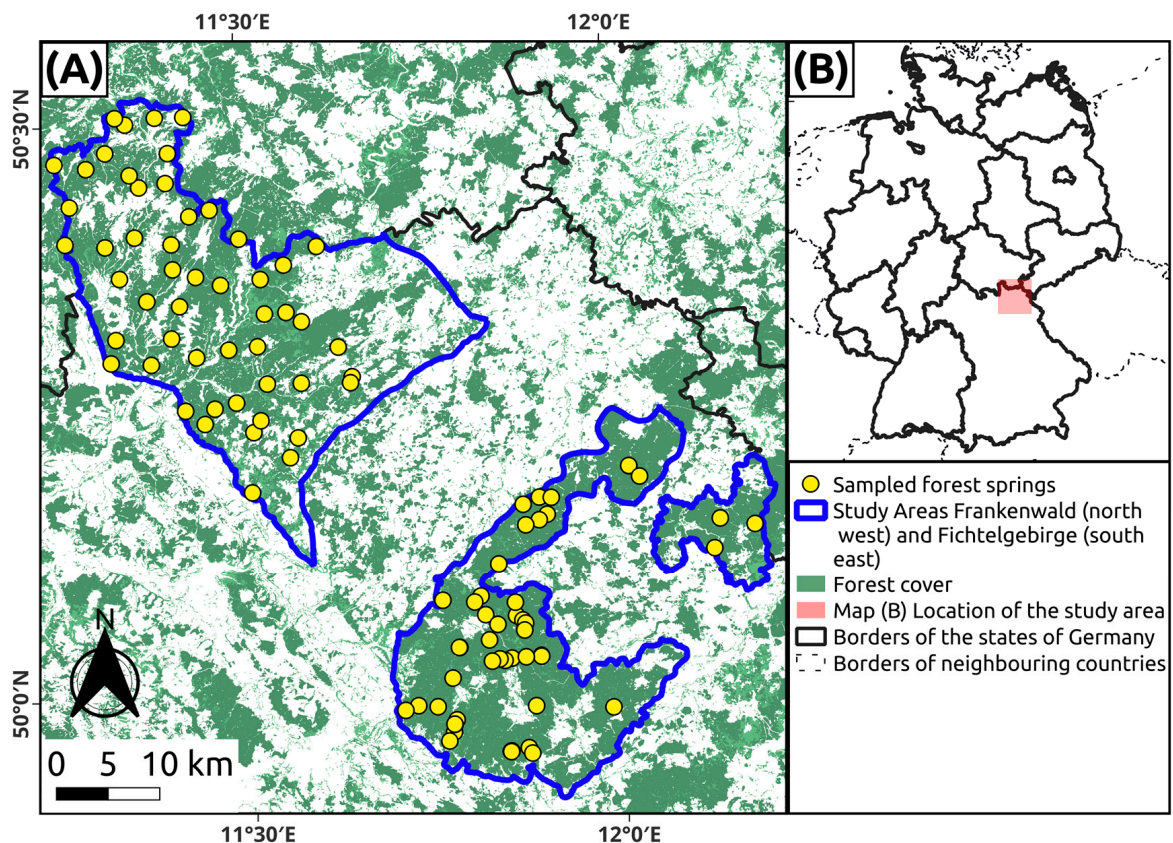 11°30′E
12°0′E
(A)
(B)
50°30′N
50°0′N
N
0 5 10 km
11°30′E
12°0′E
Sampled forest springs
Study Areas Frankenwald (north
west) and Fichtelgebirge (south
east)
Forest cover
Map (B) Location of the study area
Borders of the states of Germany
Borders of neighbouring countries